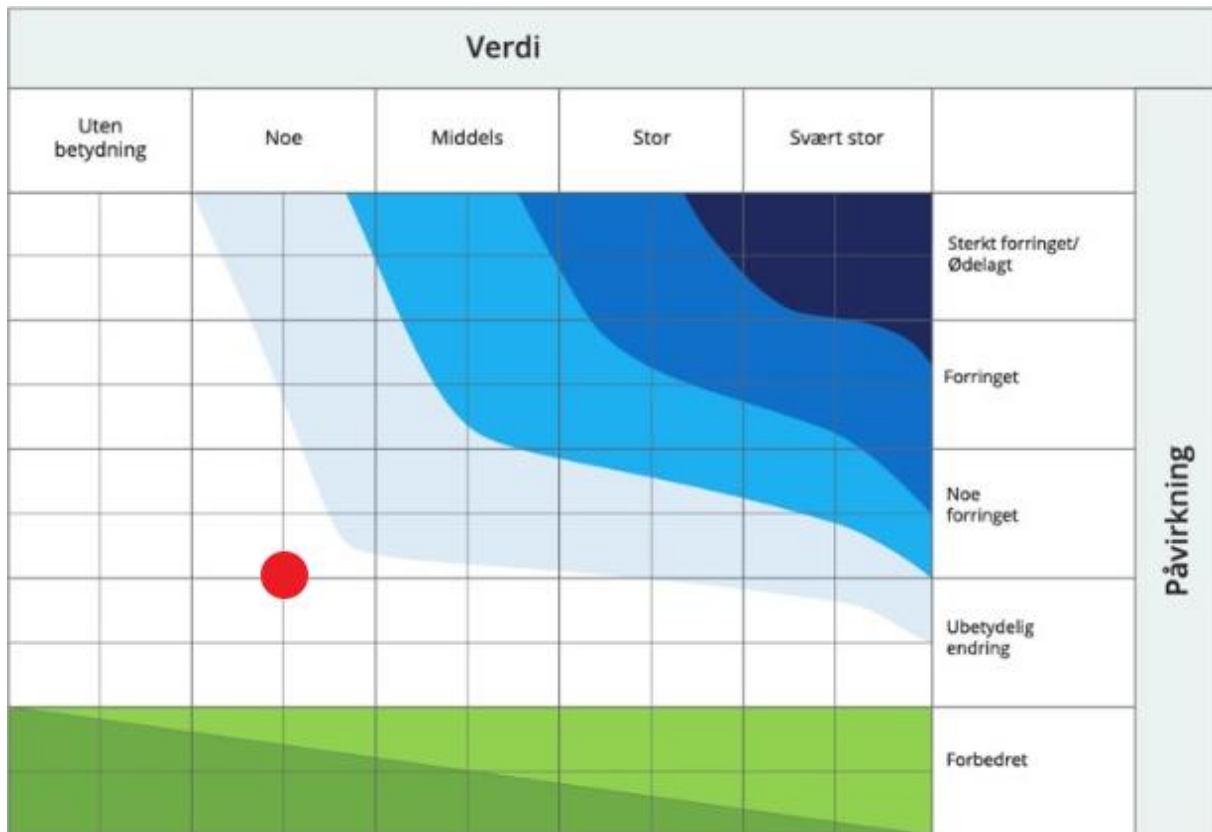 Verdi
Uten
betydning
Noe
Middels
Stor
Svært stor
Sterkt forringet/
Ødelagt
Forringet
Noe
forringet
Ubetydelig
endring
Forbedret
Påvirkning